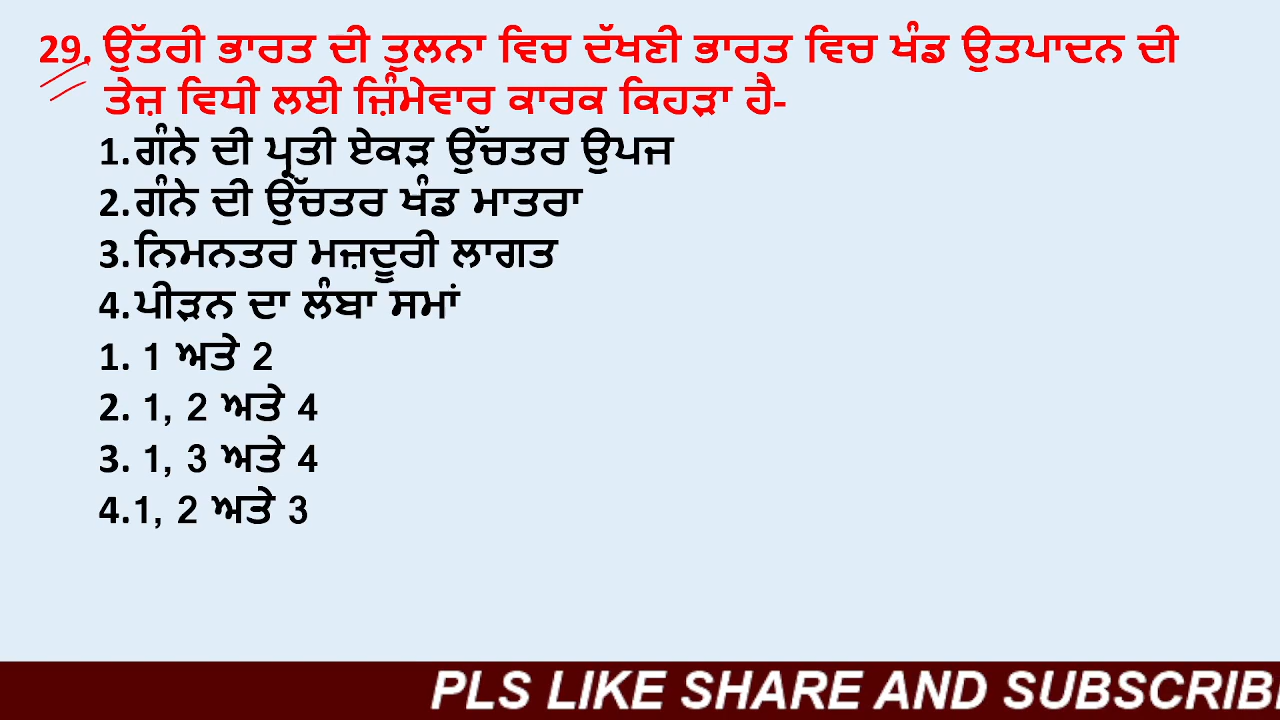 29. ਉੱਤਰੀ ਭਾਰਤ ਦੀ ਤੁਲਨਾ ਵਿਚ ਦੱਖਣੀ ਭਾਰਤ ਵਿਚ ਖੰਡ ਉਤਪਾਦਨ ਦੀ
ਤੇਜ਼ ਵਿਧੀ ਲਈ ਜ਼ਿੰਮੇਵਾਰ ਕਾਰਕ ਕਿਹੜਾ ਹੈ-
1.ਗੰਨੇ ਦੀ ਪ੍ਰਤੀ ਏਕੜ ਉੱਚਤਰ ਉਪਜ
2.ਗੰਨੇ ਦੀ ਉੱਚਤਰ ਖੰਡ ਮਾਤਰਾ
3.ਨਿਮਨਤਰ ਮਜ਼ਦੂਰੀ ਲਾਗਤ
4.ਪੀੜਨ ਦਾ ਲੰਬਾ ਸਮਾਂ
1. 1 ਅਤੇ 2
2. 1, 2 ਅਤੇ 4
3. 1, 3 ਅਤੇ 4
4.1, 2 ਅਤੇ 3
PLS LIKE SHARE AND SUBSCRIB